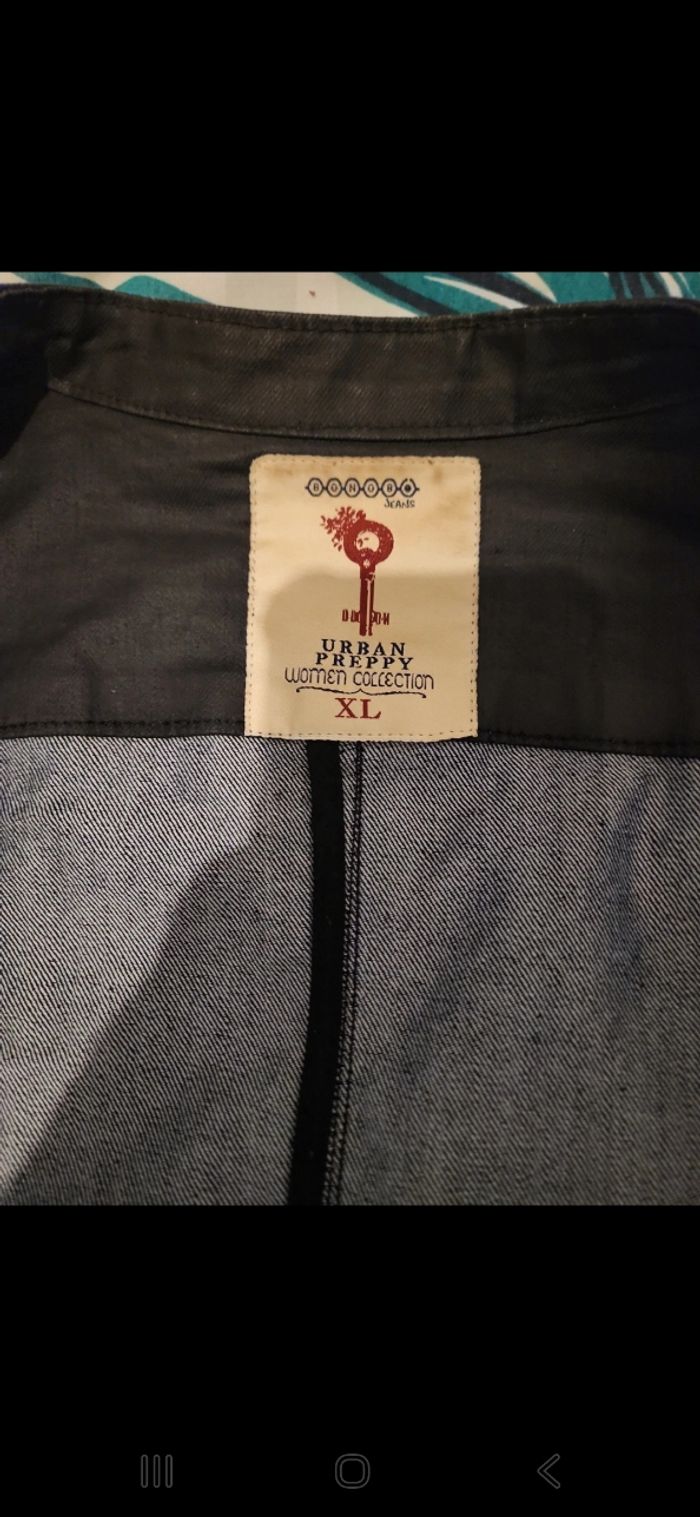 BONOBO
JEANS
URBAN
PREPPY
WOMEN COLLECTION
XL